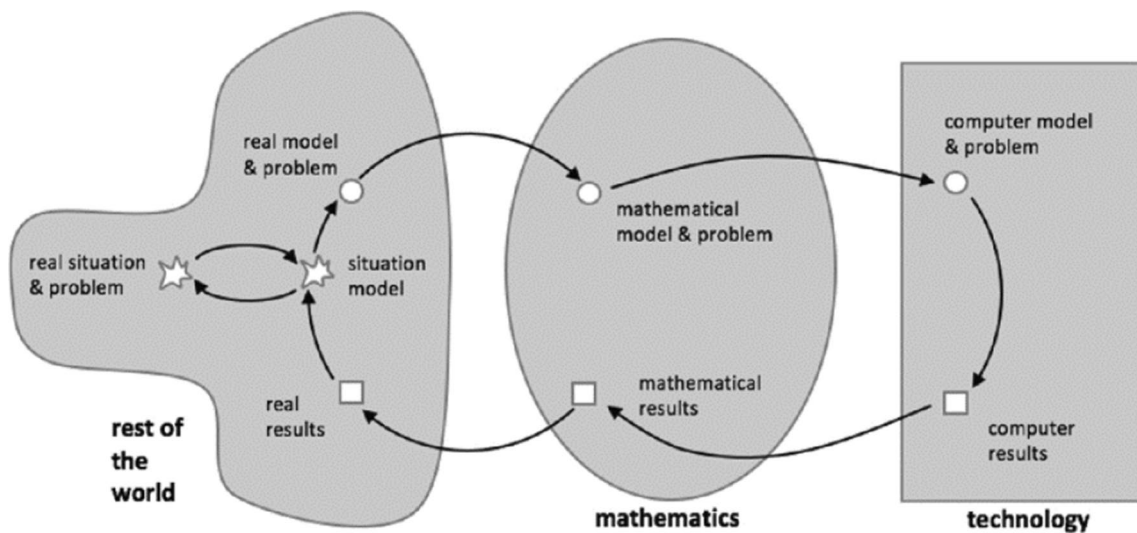 real model
& problem
real situation
& problem
situation
model
real
results
rest of
the
world
mathematical
model & problem
mathematical
results
mathematics
computer model
& problem
computer
results
technology